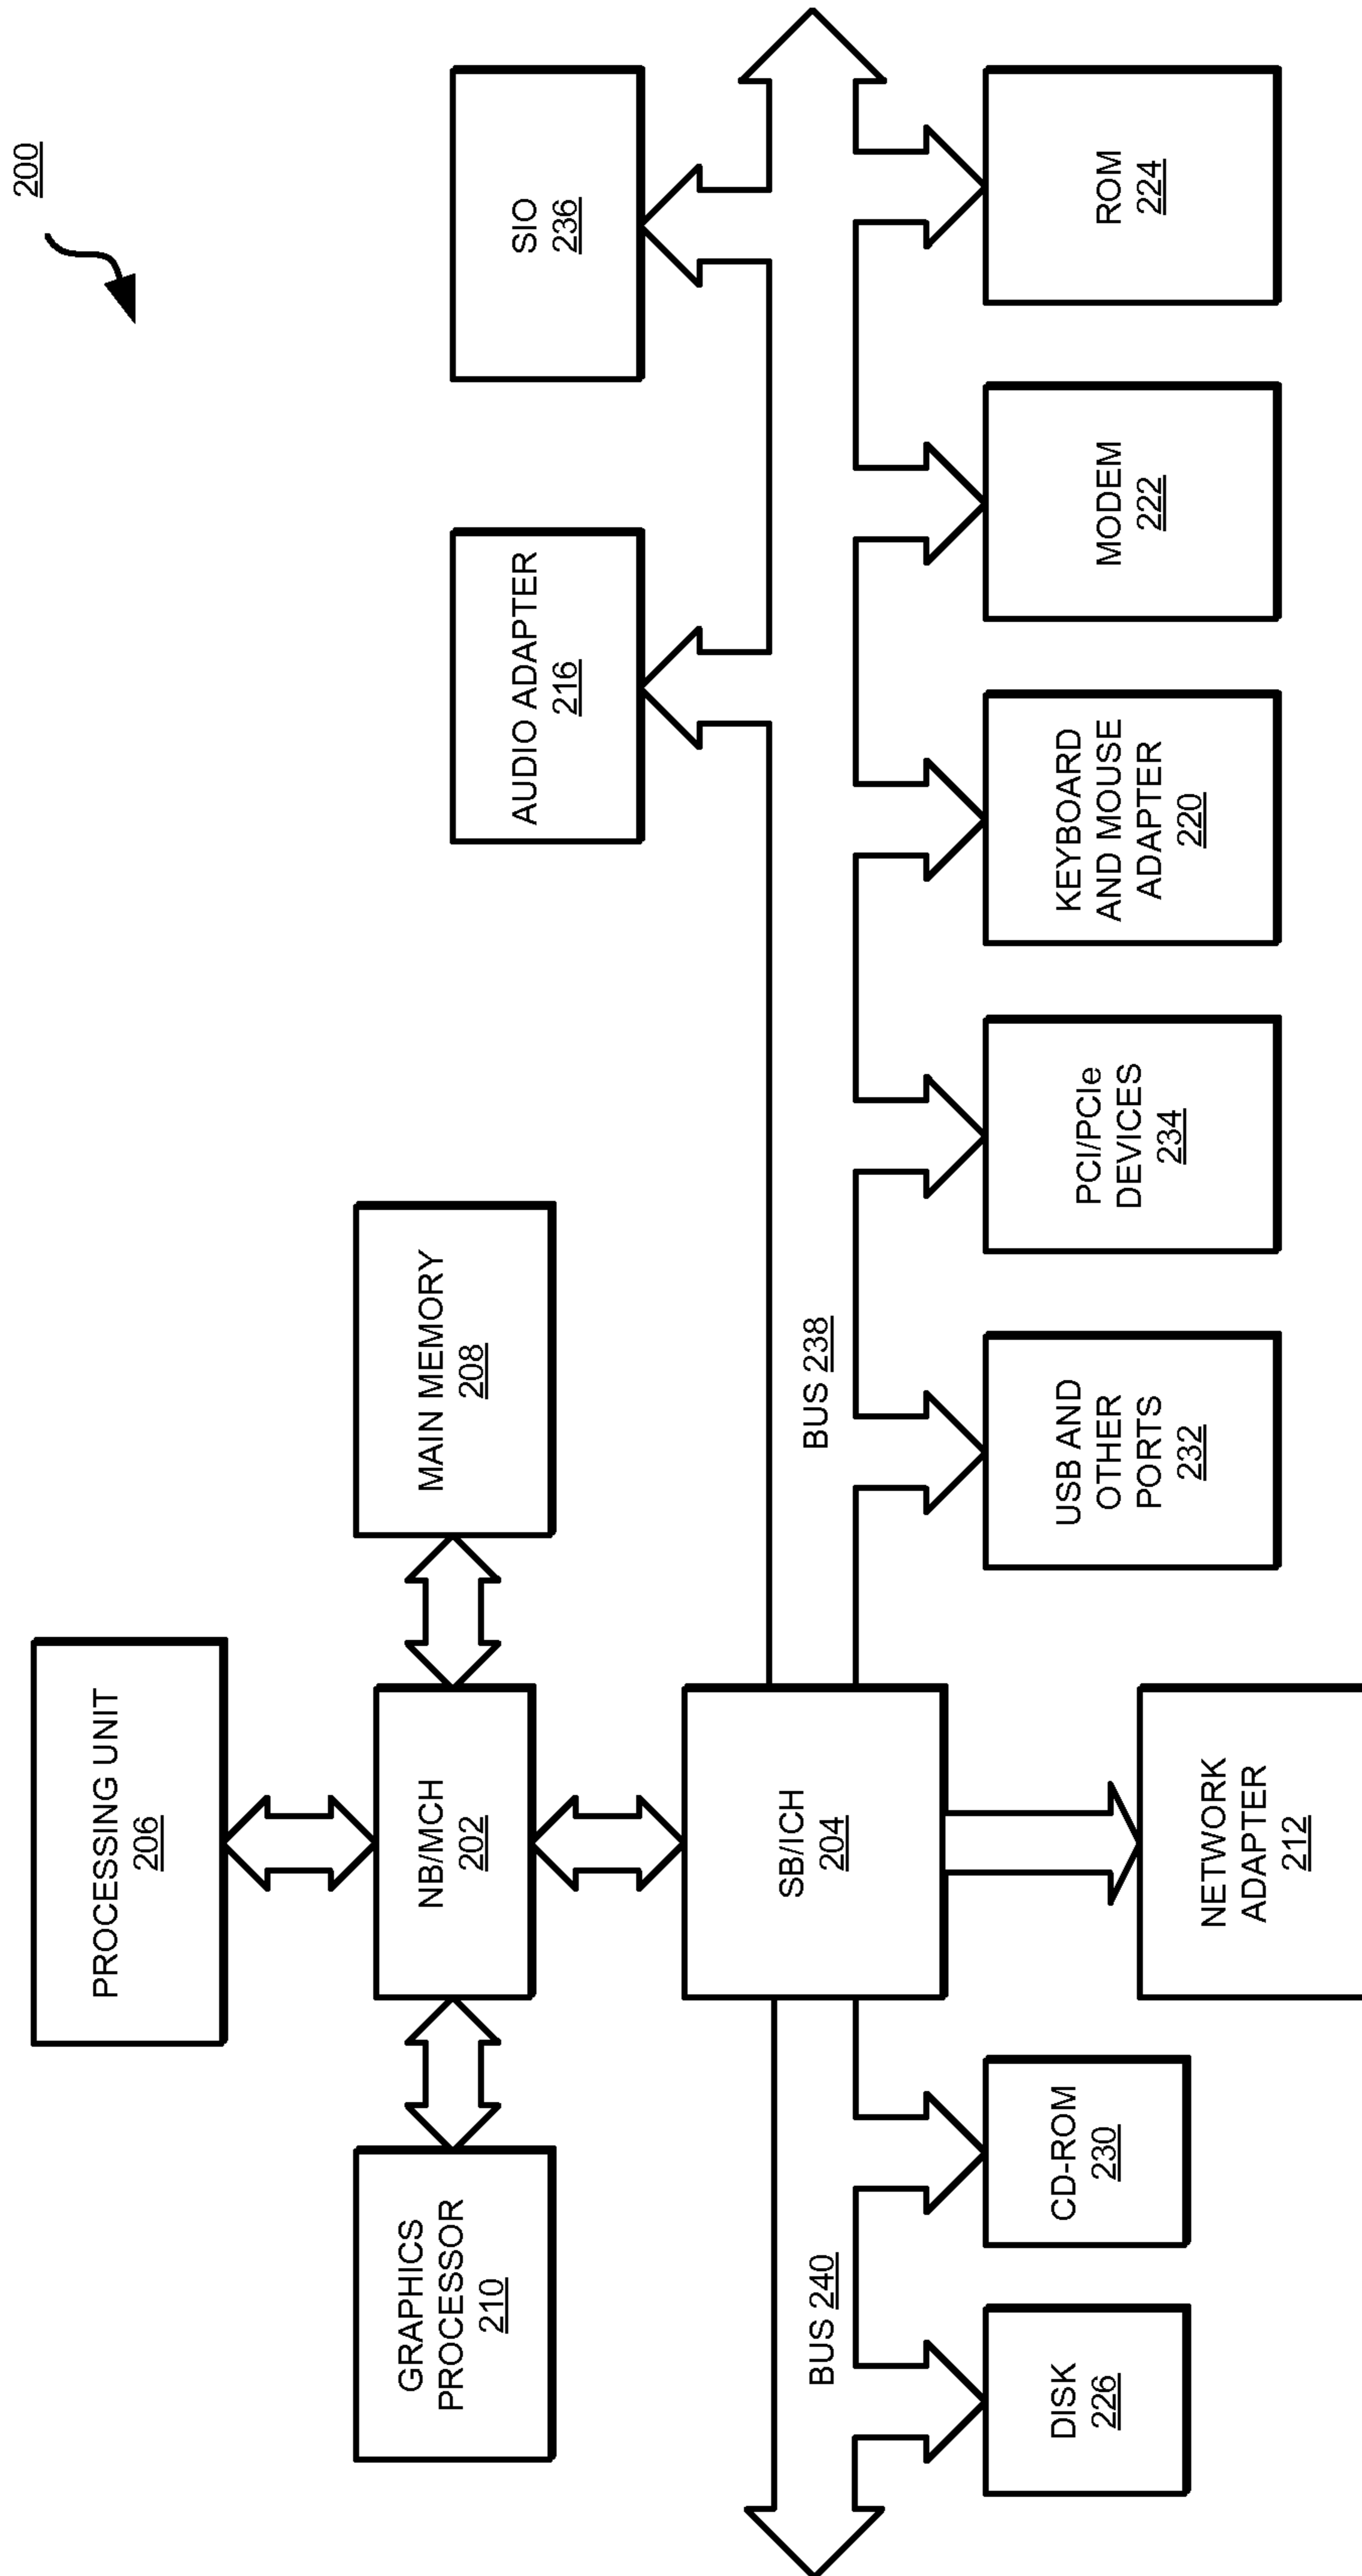 200
PROCESSING UNIT
206
GRAPHICS
PROCESSOR
210
NB/MCH
202
MAIN MEMORY
208
AUDIO ADAPTER
216
SIO
236
SB/ICH
204
BUS 240
BUS 238
DISK
226
CD-ROM
230
USB AND
OTHER
PORTS
232
PCI/PCIe
DEVICES
234
KEYBOARD
AND MOUSE
ADAPTER
220
MODEM
222
ROM
224
NETWORK
ADAPTER
212